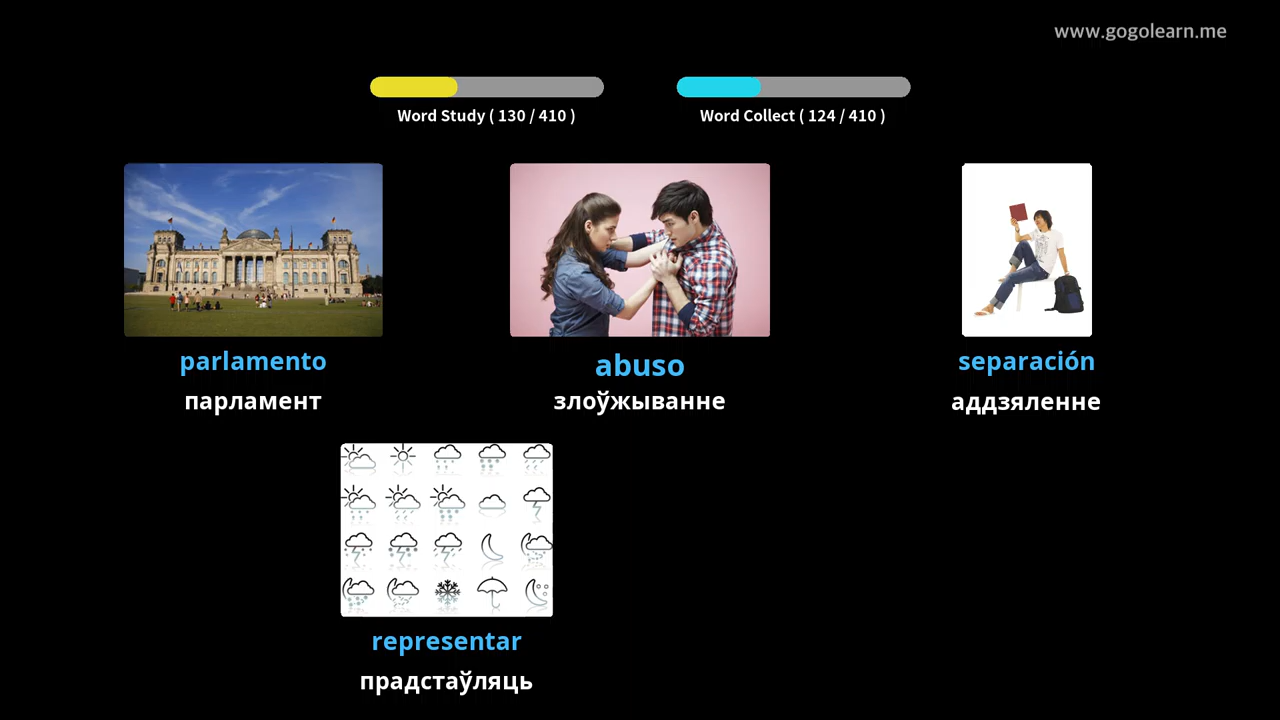 www.gogolearn.me
Word Study ( 130 / 410 )
Word Collect ( 124 / 410 )
parlamento
парламент
abuso
злоўжыванне
separación
аддзяленне
representar
прадстаўляць